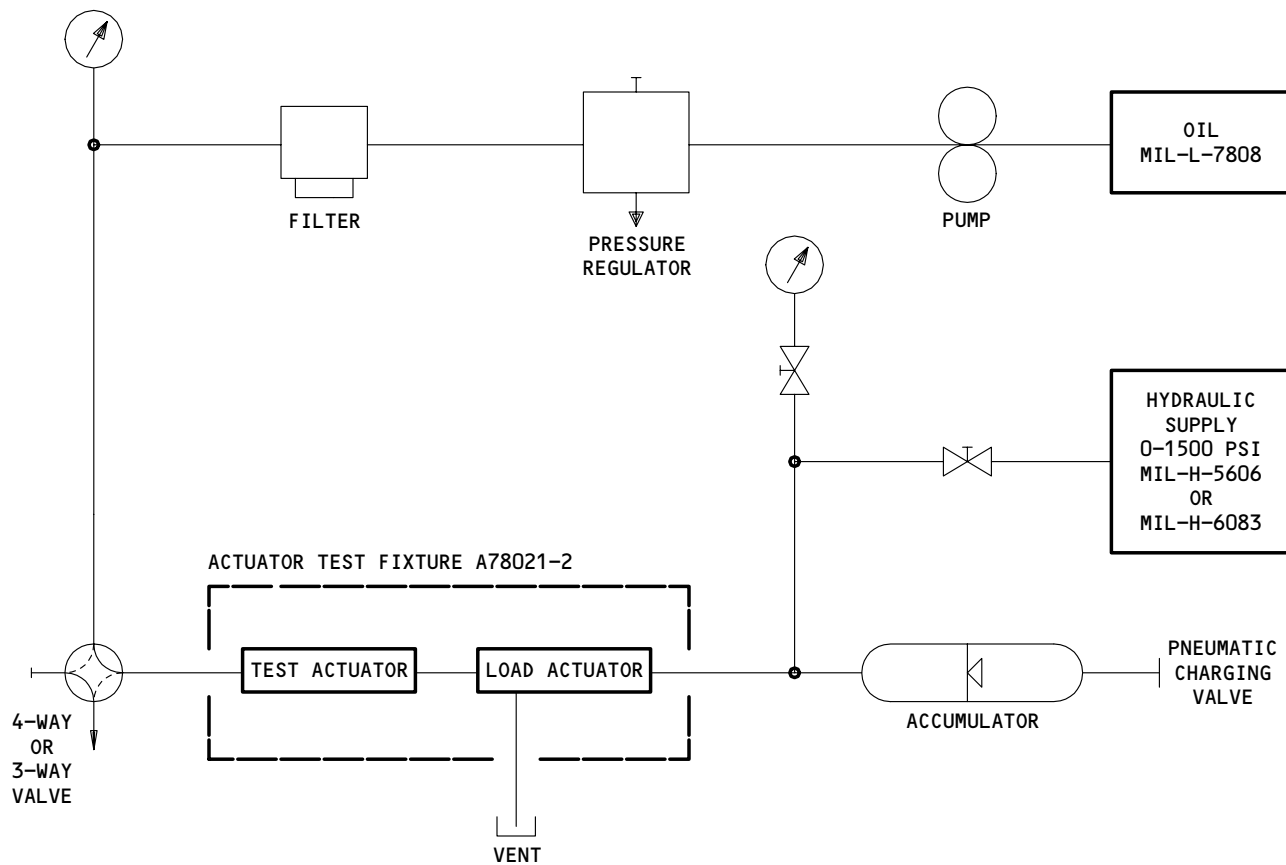 OIL
MIL-L-7808
FILTER
PUMP
PRESSURE
REGULATOR
HYDRAULIC
SUPPLY
0-1500 PSI
MIL-H-5606
OR
MIL-H-6083
ACTUATOR TEST FIXTURE A78021-2
TEST ACTUATOR
LOAD ACTUATOR
PNEUMATIC
CHARGING
VALVE
ACCUMULATOR
4-WAY
OR
3-WAY
VALVE
VENT